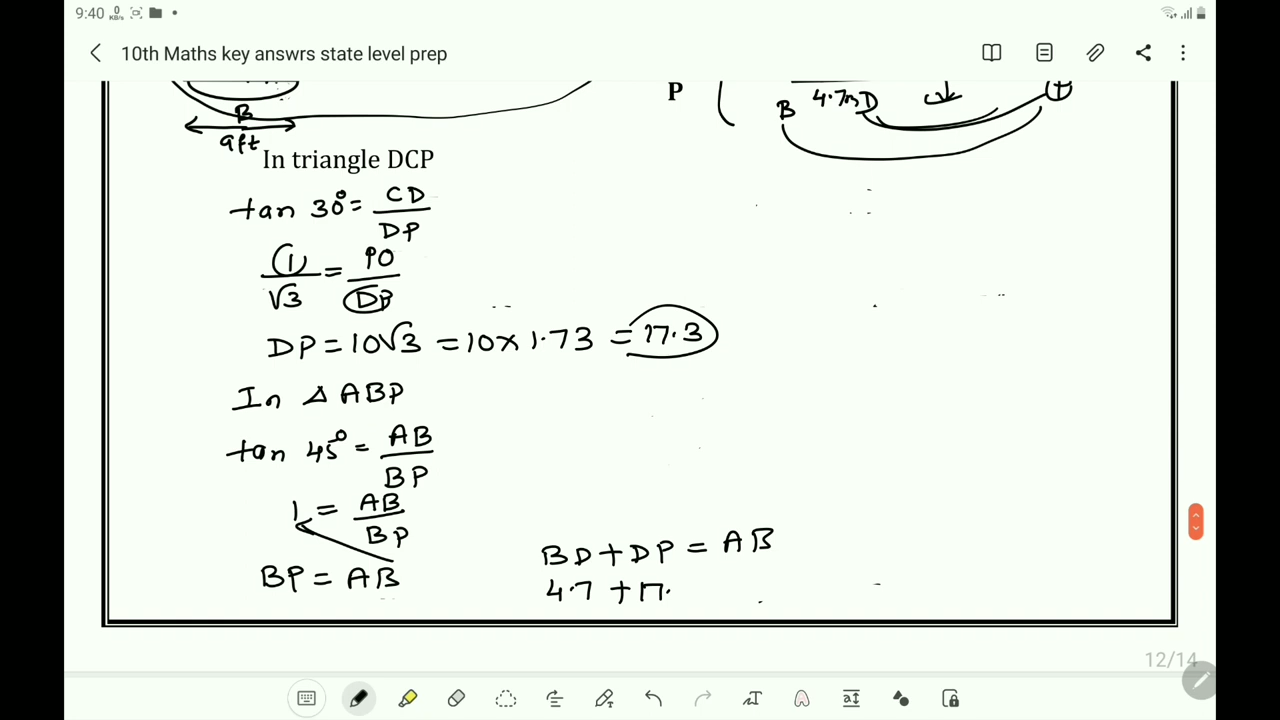 9:40 0 KB/s
10th Maths key answrs state level prep
P
B 4.7m D
B
9ft
In triangle DCP
tan 30° = CD/DP
1/√3 = 10/DP
DP = 10√3 = 10 x 1.73 = 17.3
In Δ ABP
tan 45° = AB/BP
1 = AB/BP
BP = AB
BD + DP = AB
4.7 + 17.
12/14